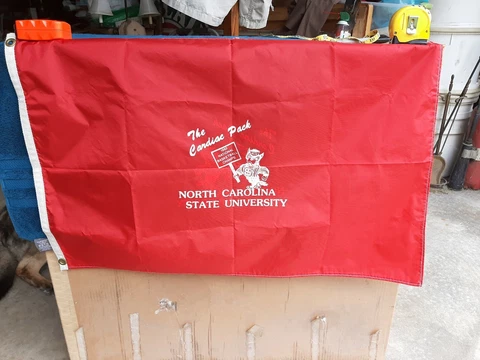 The
Cardiac Pack
NORTH CAROLINA
STATE UNIVERSITY